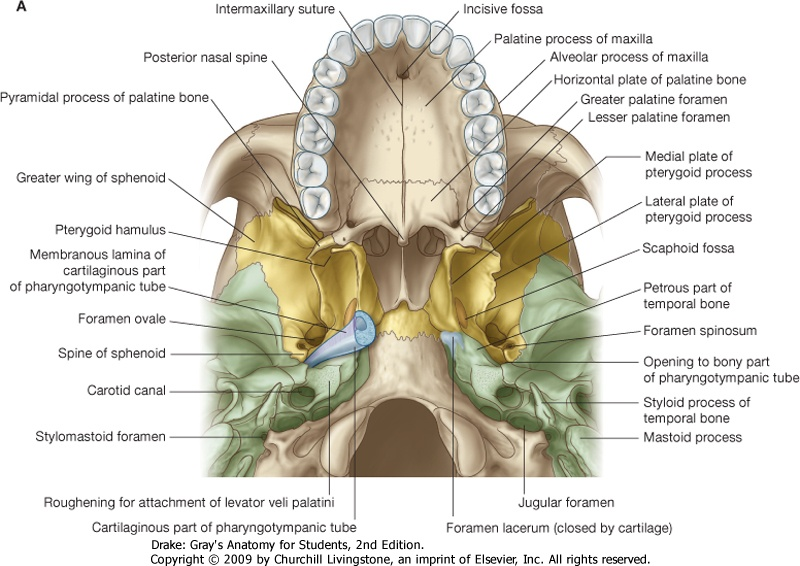 A
Intermaxillary suture
Incisive fossa
Posterior nasal spine
Palatine process of maxilla
Alveolar process of maxilla
Pyramidal process of palatine bone
Horizontal plate of palatine bone
Greater palatine foramen
Lesser palatine foramen
Greater wing of sphenoid
Medial plate of
pterygoid process
Lateral plate of
pterygoid process
Pterygoid hamulus
Scaphoid fossa
Membranous lamina of
cartilaginous part
of pharyngotympanic tube
Petrous part of
temporal bone
Foramen ovale
Foramen spinosum
Spine of sphenoid
Opening to bony part
of pharyngotympanic tube
Carotid canal
Styloid process of
temporal bone
Stylomastoid foramen
Mastoid process
Roughening for attachment of levator veli palatini
Jugular foramen
Cartilaginous part of pharyngotympanic tube
Foramen lacerum (closed by cartilage)
Drake: Gray's Anatomy for Students, 2nd Edition.
Copyright © 2009 by Churchill Livingstone, an imprint of Elsevier, Inc. All rights reserved.